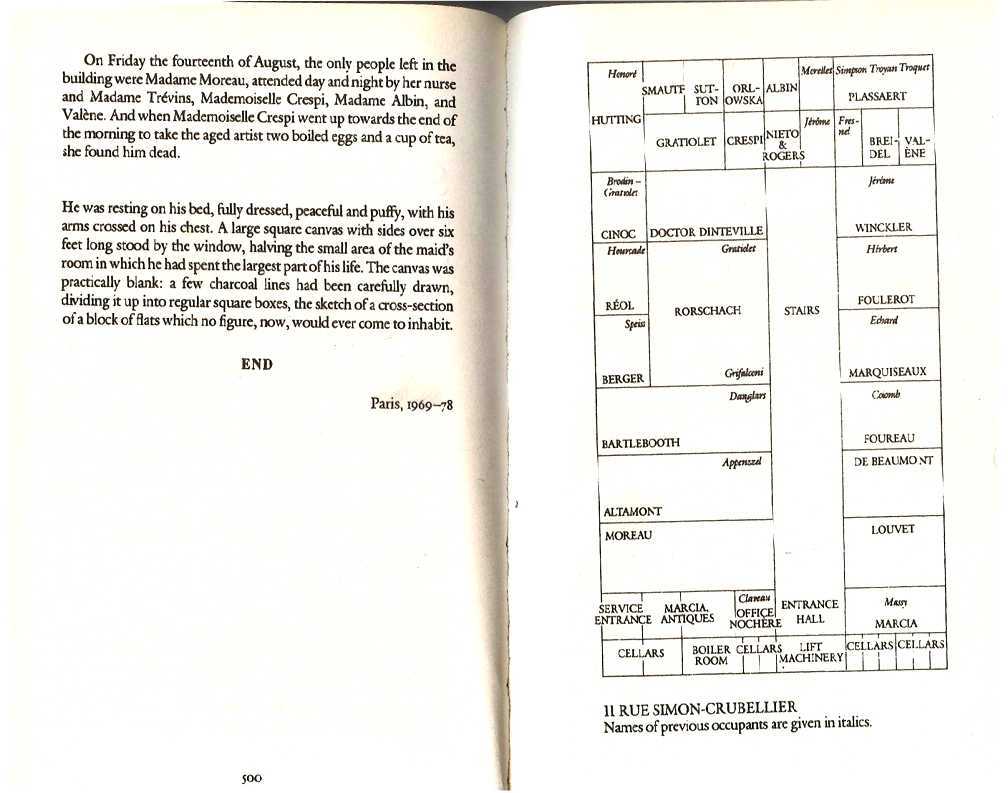 On Friday the fourteenth of August, the only people left in the
building were Madame Moreau, attended day and night by her nurse
and Madame Trévins, Mademoiselle Crespi, Madame Albin, and
Valène. And when Mademoiselle Crespi went up towards the end of
the morning to take the aged artist two boiled eggs and a cup of tea,
she found him dead.
He was resting on his bed, fully dressed, peaceful and puffy, with his
arms crossed on his chest. A large square canvas with sides over six
feet long stood by the window, halving the small area of the maid's
room in which he had spent the largest part of his life. The canvas was
practically blank: a few charcoal lines had been carefully drawn,
dividing it up into regular square boxes, the sketch of a cross-section
of a block of flats which no figure, now, would ever come to inhabit.
END
Paris, 1969–78
500
Honoré
HUTTING
SMAUTF
SUT-
TON
ORL-
OWSKA
ALBIN
Morellet
Simpson Troyan Troquet
PLASSAERT
GRATIOLET
CRESPI
NIETO
&
ROGERS
Jérôme
Fres-
nel
BREI-
DEL
VAL-
ÈNE
Brodin –
Gratiolet
CINOC
DOCTOR DINTEVILLE
Jérôme
WINCKLER
Hourcade
RÉOL
Gratiolet
RORSCHACH
STAIRS
Hérbert
FOULEROT
Speiss
BERGER
Grifalconi
Echard
MARQUISEAUX
Danglars
BARTLEBOOTH
Coomb
FOUREAU
Appenzzel
ALTAMONT
DE BEAUMONT
MOREAU
LOUVET
SERVICE
ENTRANCE
MARCIA,
ANTIQUES
Claveau
OFFICE
NOCHÈRE
ENTRANCE
HALL
Massy
MARCIA
CELLARS
BOILER
ROOM
CELLARS
LIFT
MACHINERY
CELLARS
CELLARS
11 RUE SIMON-CRUBELLIER
Names of previous occupants are given in italics.